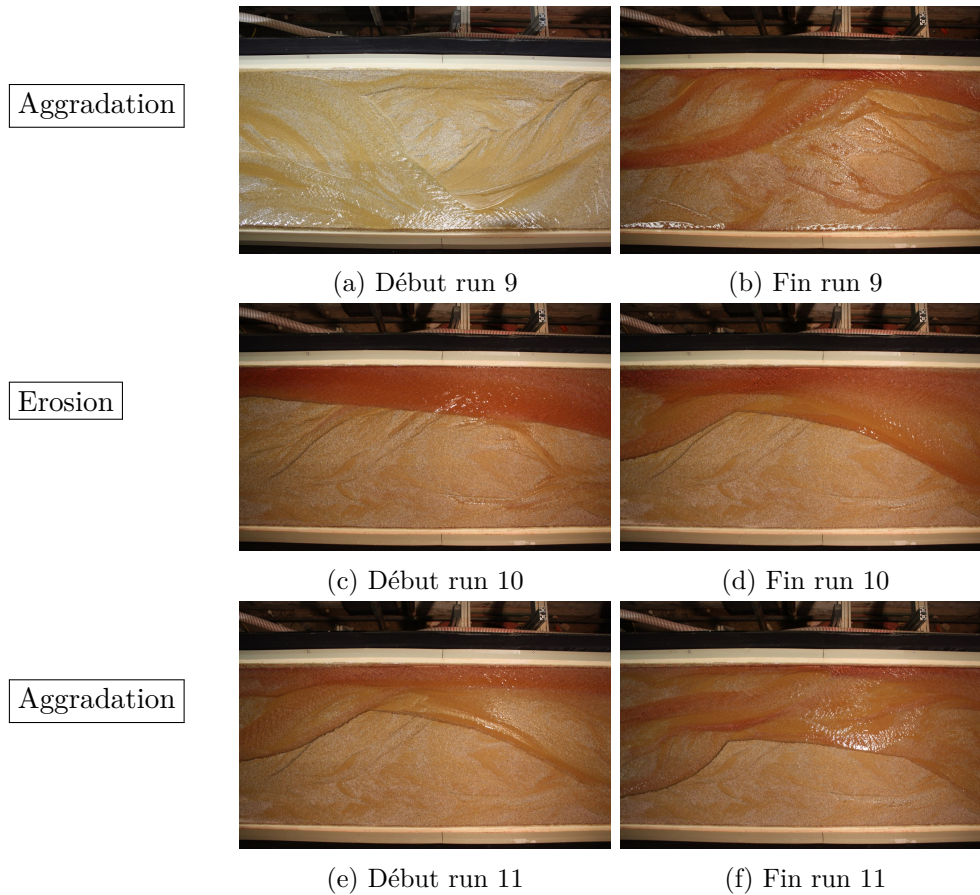 Aggradation
(a) Début run 9
(b) Fin run 9
Erosion
(c) Début run 10
(d) Fin run 10
Aggradation
(e) Début run 11
(f) Fin run 11